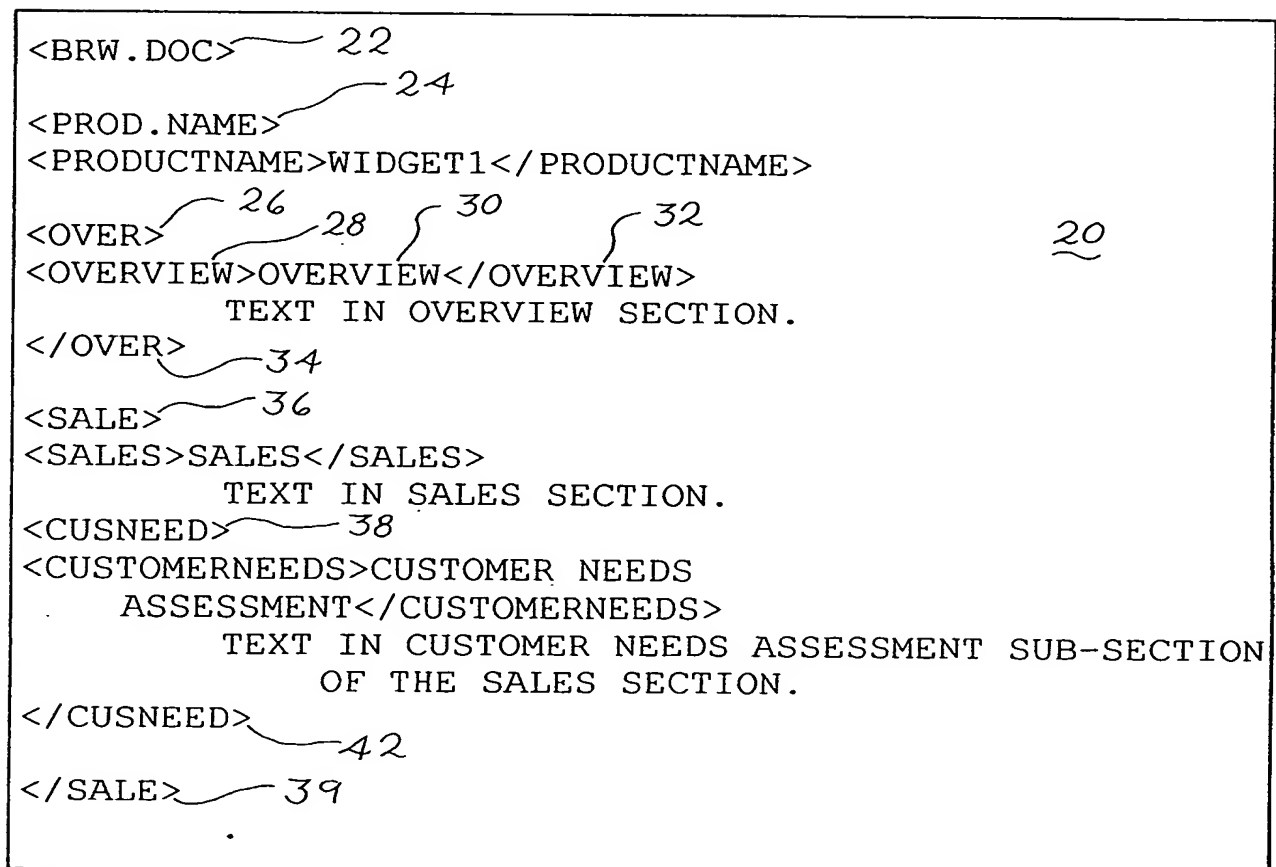 <BRW.DOC> 22
24
<PROD.NAME>
<PRODUCTNAME>WIDGET1</PRODUCTNAME>
26 28 30 32
<OVER> 20
<OVERVIEW>OVERVIEW</OVERVIEW>
TEXT IN OVERVIEW SECTION.
</OVER> 34
<SALE> 36
<SALES>SALES</SALES>
TEXT IN SALES SECTION.
<CUSNEED> 38
<CUSTOMERNEEDS>CUSTOMER NEEDS
ASSESSMENT</CUSTOMERNEEDS>
TEXT IN CUSTOMER NEEDS ASSESSMENT SUB-SECTION
OF THE SALES SECTION.
</CUSNEED> 42
</SALE> 39